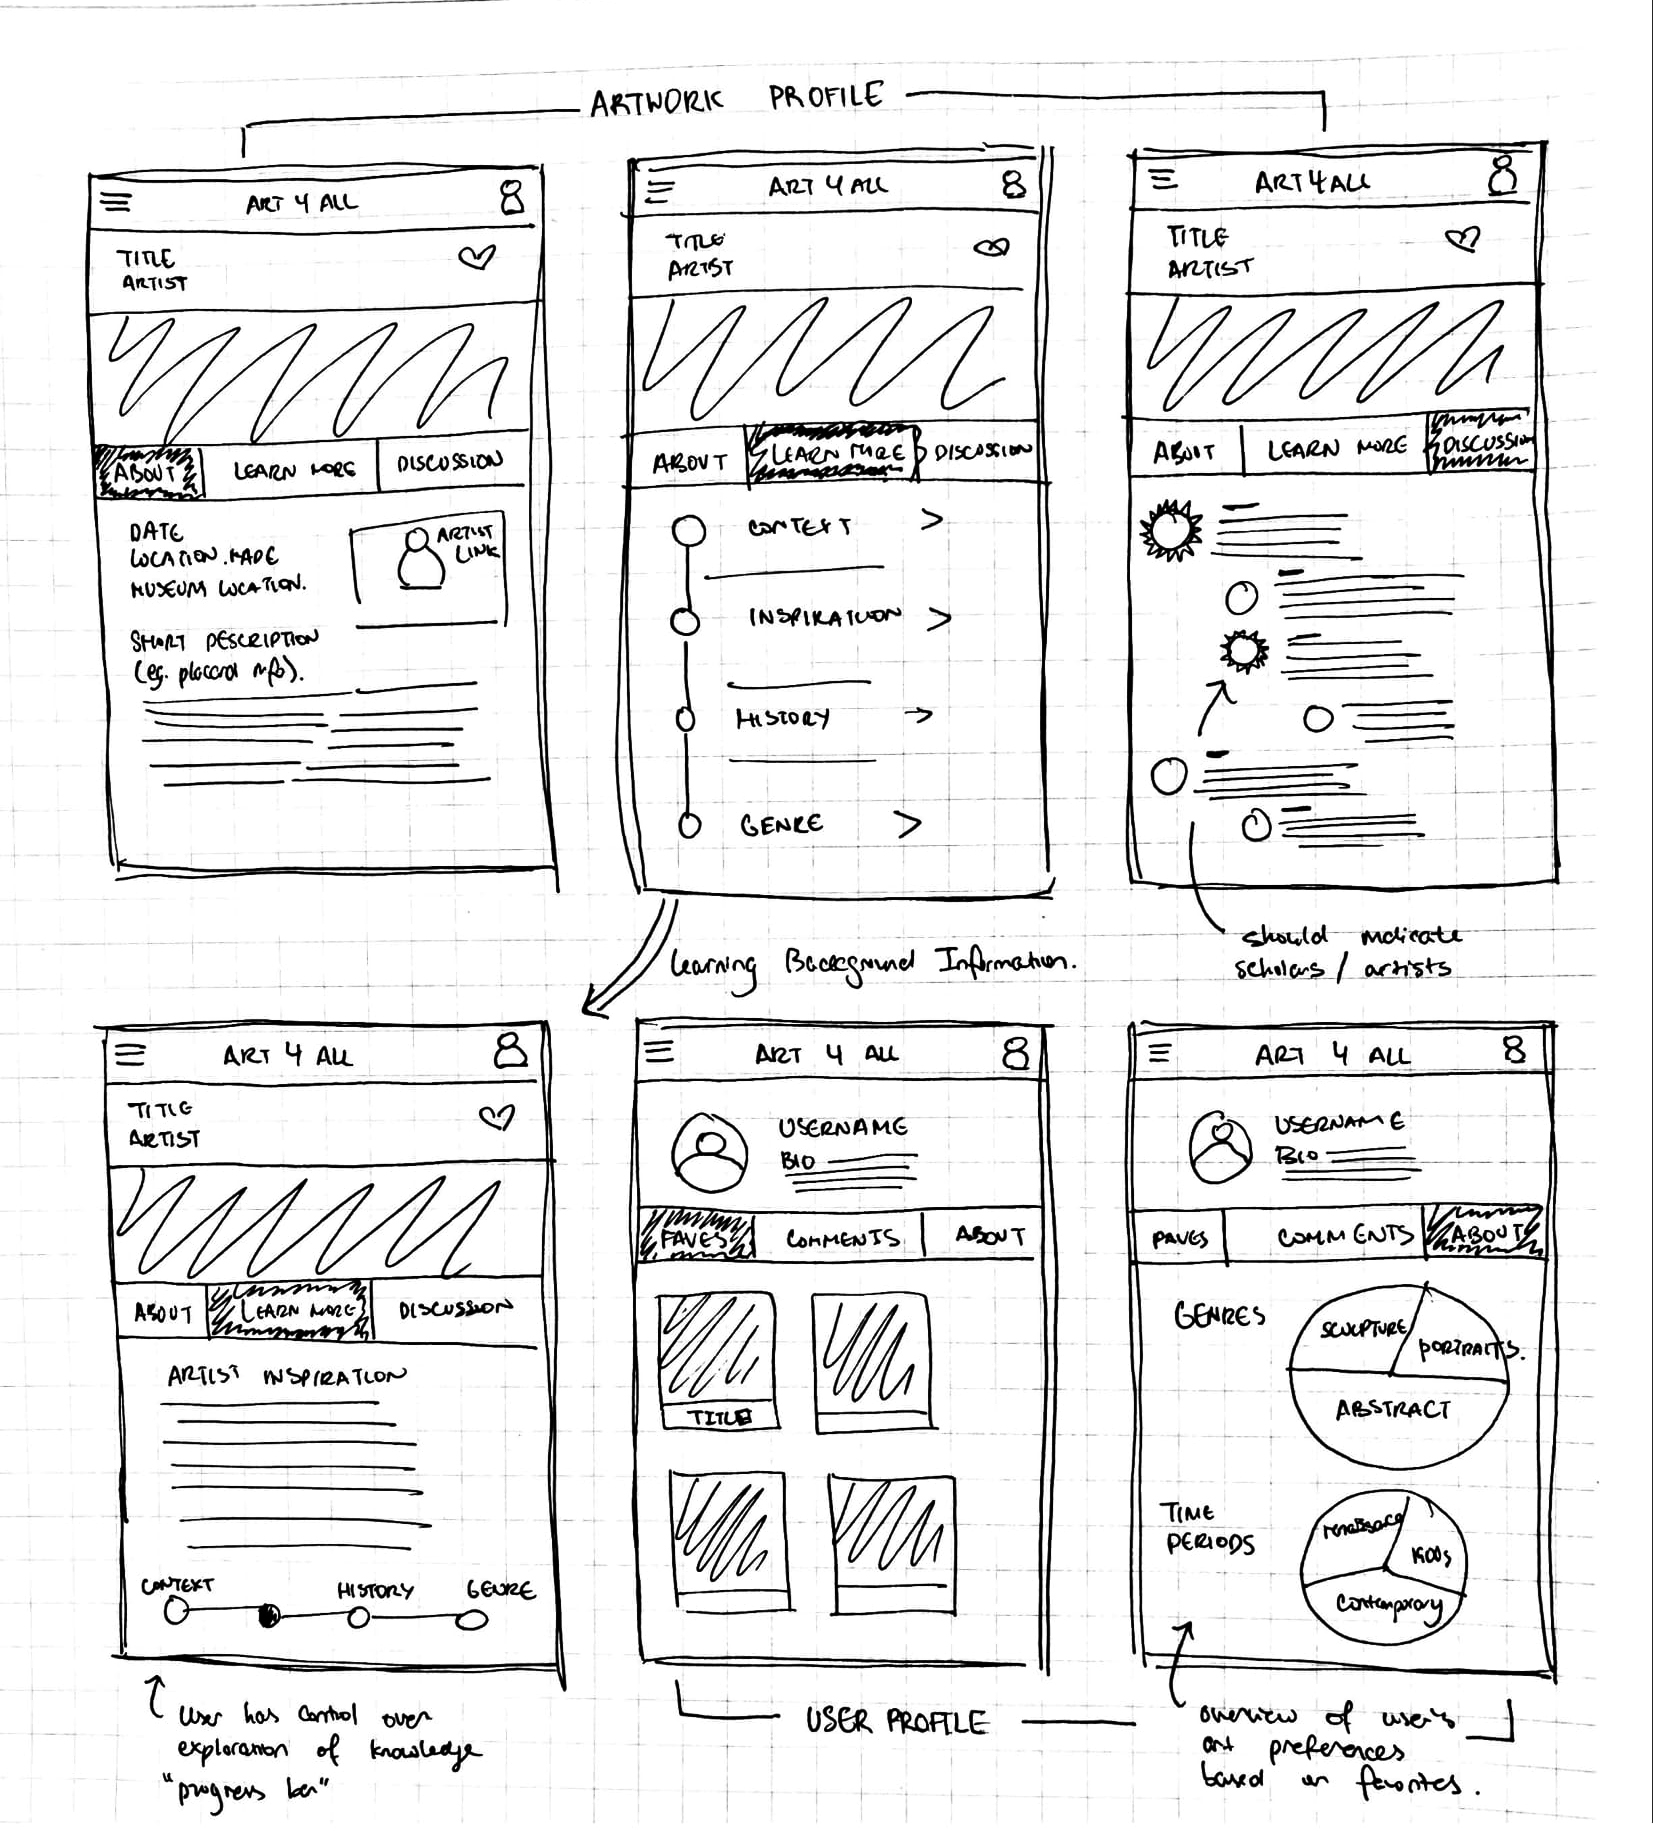 ARTWORK PROFILE
ART 4 ALL
TITLE
ARTIST
ABOUT
LEARN MORE
DISCUSSION
DATE
LOCATION MADE
MUSEUM LOCATION.
ARTIST
LINK
SHORT DESCRIPTION
(eg. placard info).
ART 4 ALL
TITLE
ARTIST
ABOUT
LEARN MORE
DISCUSSION
CONTEXT >
INSPIRATION >
HISTORY
GENRE >
ART 4 ALL
TITLE
ARTIST
ABOUT
LEARN MORE
DISCUSSION
should indicate
scholars / artists
Learning Background Information.
ART 4 ALL
TITLE
ARTIST
ABOUT
LEARN MORE
DISCUSSION
ARTIST INSPIRATION
CONTEXT
HISTORY
GENRE
user has control over
exploration of knowledge
"progress bar"
ART 4 ALL
USERNAME
BIO
FAVES
COMMENTS
ABOUT
TITLE
USER PROFILE
ART 4 ALL
USERNAME
BIO
FAVES
COMMENTS
ABOUT
GENRES
SCULPTURE
PORTRAITS.
ABSTRACT
TIME
PERIODS
renaissance
1900s
Contemporary
overview of user's
art preferences
based on favorites.